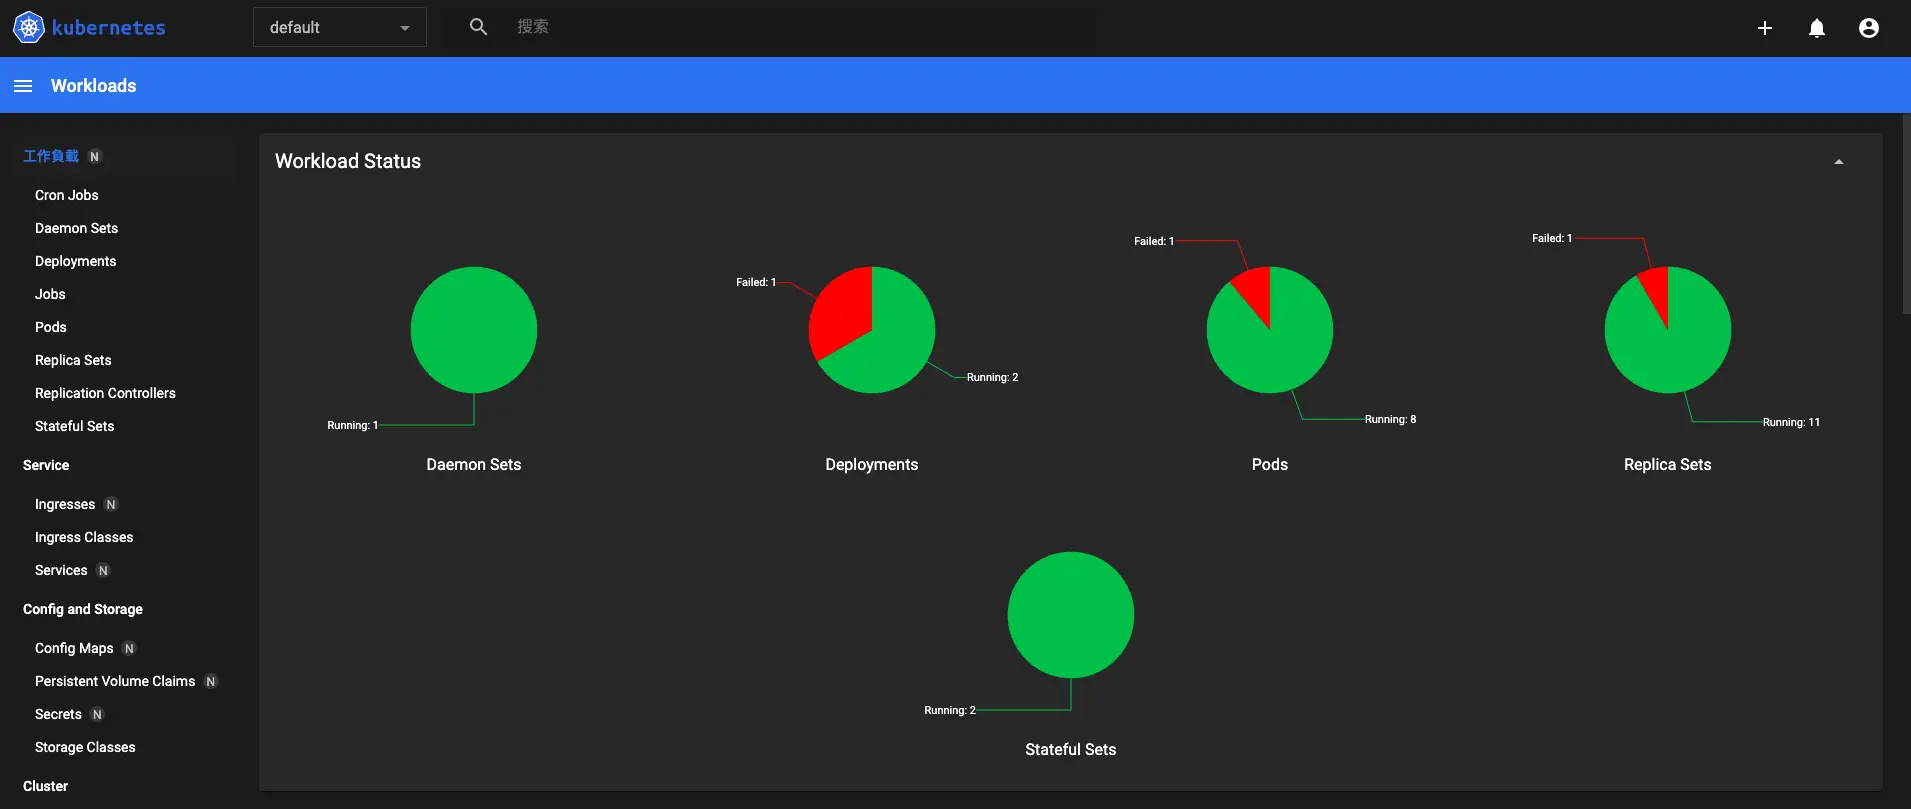 kubernetes
default
搜索
Workloads
工作負載 N
Cron Jobs
Daemon Sets
Deployments
Jobs
Pods
Replica Sets
Replication Controllers
Stateful Sets
Service
Ingresses N
Ingress Classes
Services N
Config and Storage
Config Maps N
Persistent Volume Claims N
Secrets N
Storage Classes
Cluster
Workload Status
Running: 1
Daemon Sets
Failed: 1
Running: 2
Deployments
Failed: 1
Running: 8
Pods
Failed: 1
Running: 11
Replica Sets
Running: 2
Stateful Sets